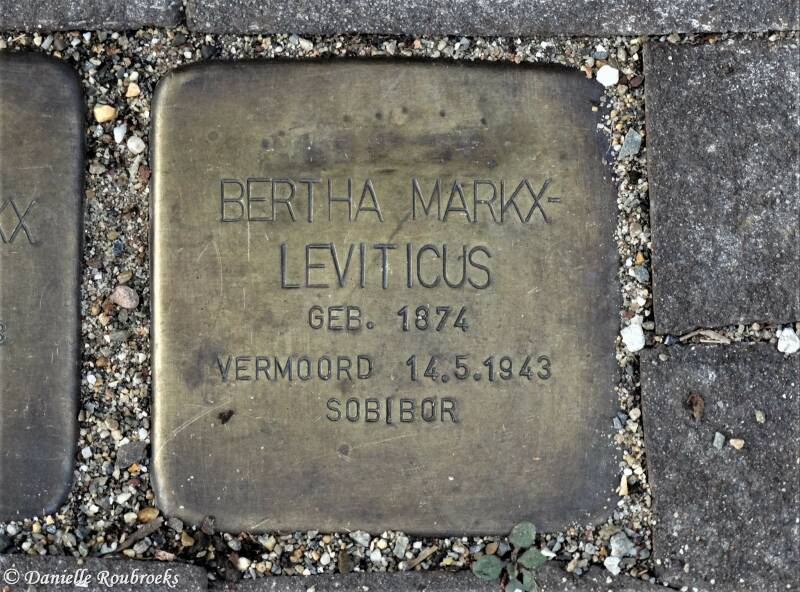 BERTHA MARKX-
LEVITICUS
GEB. 1874
VERMOORD 14.5.1943
SOBIBOR
© Danielle Roubroeks